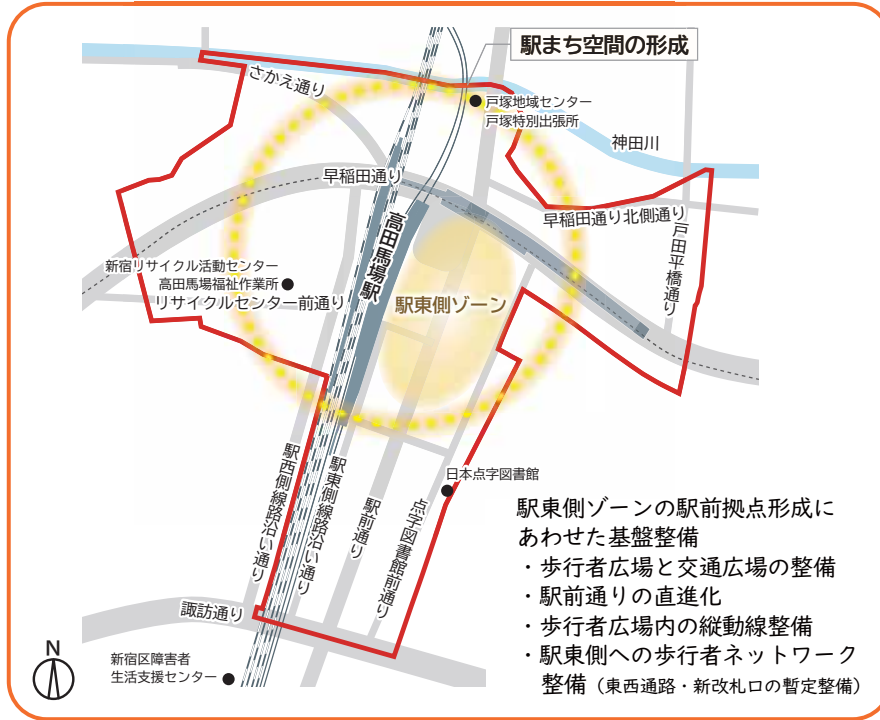 駅まち空間の形成
さかえ通り
戸塚地域センター
戸塚特別出張所
神田川
早稲田通り
早稲田通り北側通り
戸田平橋通り
高田馬場駅
新宿リサイクル活動センター
高田馬場福祉作業所
リサイクルセンター前通り
駅東側ゾーン
日本点字図書館
駅西側線路沿い通り
駅東側線路沿い通り
駅前通り
点字図書館前通り
諏訪通り
新宿区障害者
生活支援センター
N
駅東側ゾーンの駅前拠点形成に
あわせた基盤整備
・歩行者広場と交通広場の整備
・駅前通りの直進化
・歩行者広場内の縦動線整備
・駅東側への歩行者ネットワーク
整備（東西通路・新改札口の暫定整備）